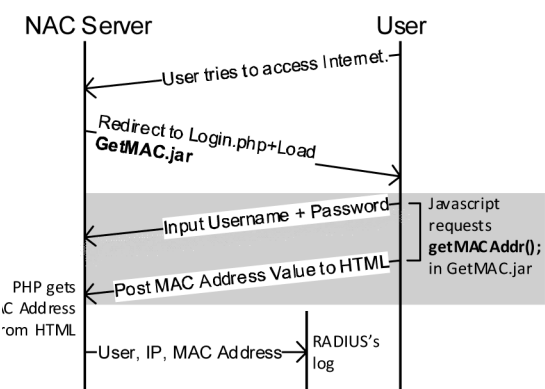 NAC Server
User
User tries to access Internet.
Redirect to Login.php+Load
GetMAC.jar
Input Username + Password
Javascript
requests
getMACAddr();
in GetMAC.jar
Post MAC Address Value to HTML
PHP gets
C Address
rom HTML
User, IP, MAC Address
RADIUS's
log